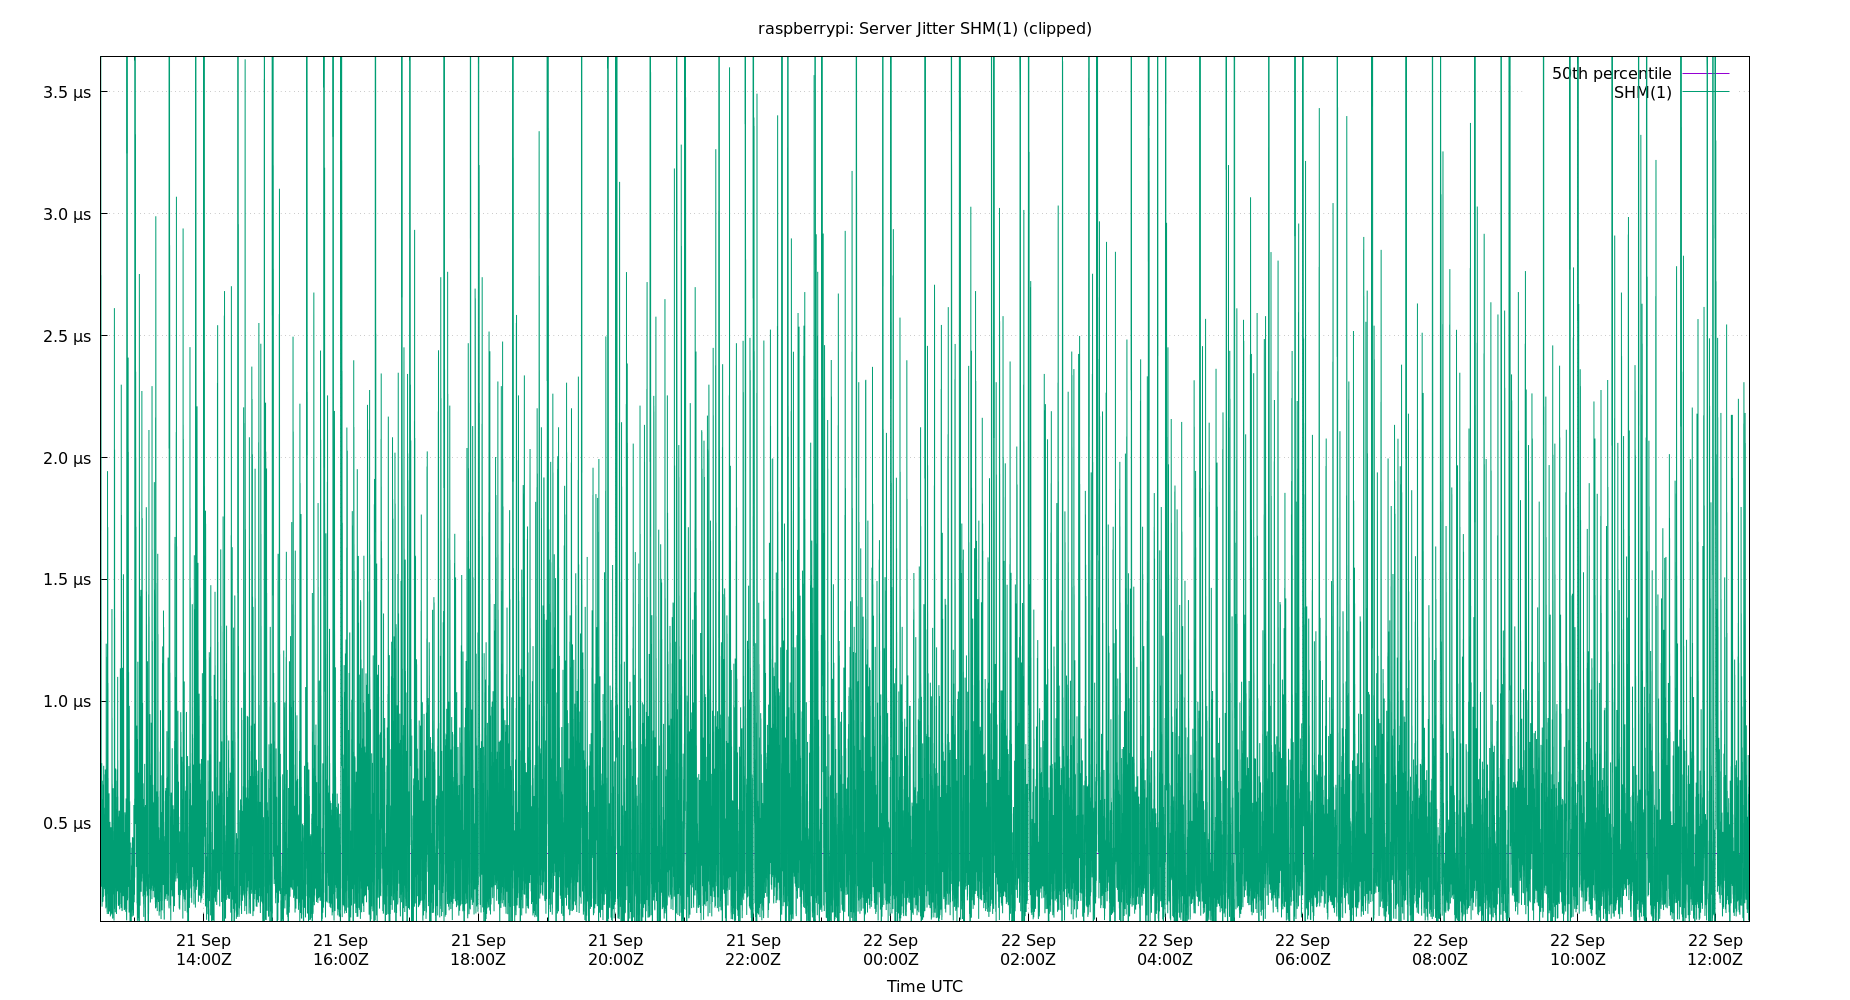 raspberrypi: Server Jitter SHM(1) (clipped)
50th percentile
SHM(1)
3.5 µs
3.0 µs
2.5 µs
2.0 µs
1.5 µs
1.0 µs
0.5 µs
21 Sep 21 Sep 21 Sep 21 Sep 21 Sep 22 Sep 22 Sep 22 Sep 22 Sep 22 Sep 22 Sep 22 Sep
14:00Z 16:00Z 18:00Z 20:00Z 22:00Z 00:00Z 02:00Z 04:00Z 06:00Z 08:00Z 10:00Z 12:00Z
Time UTC